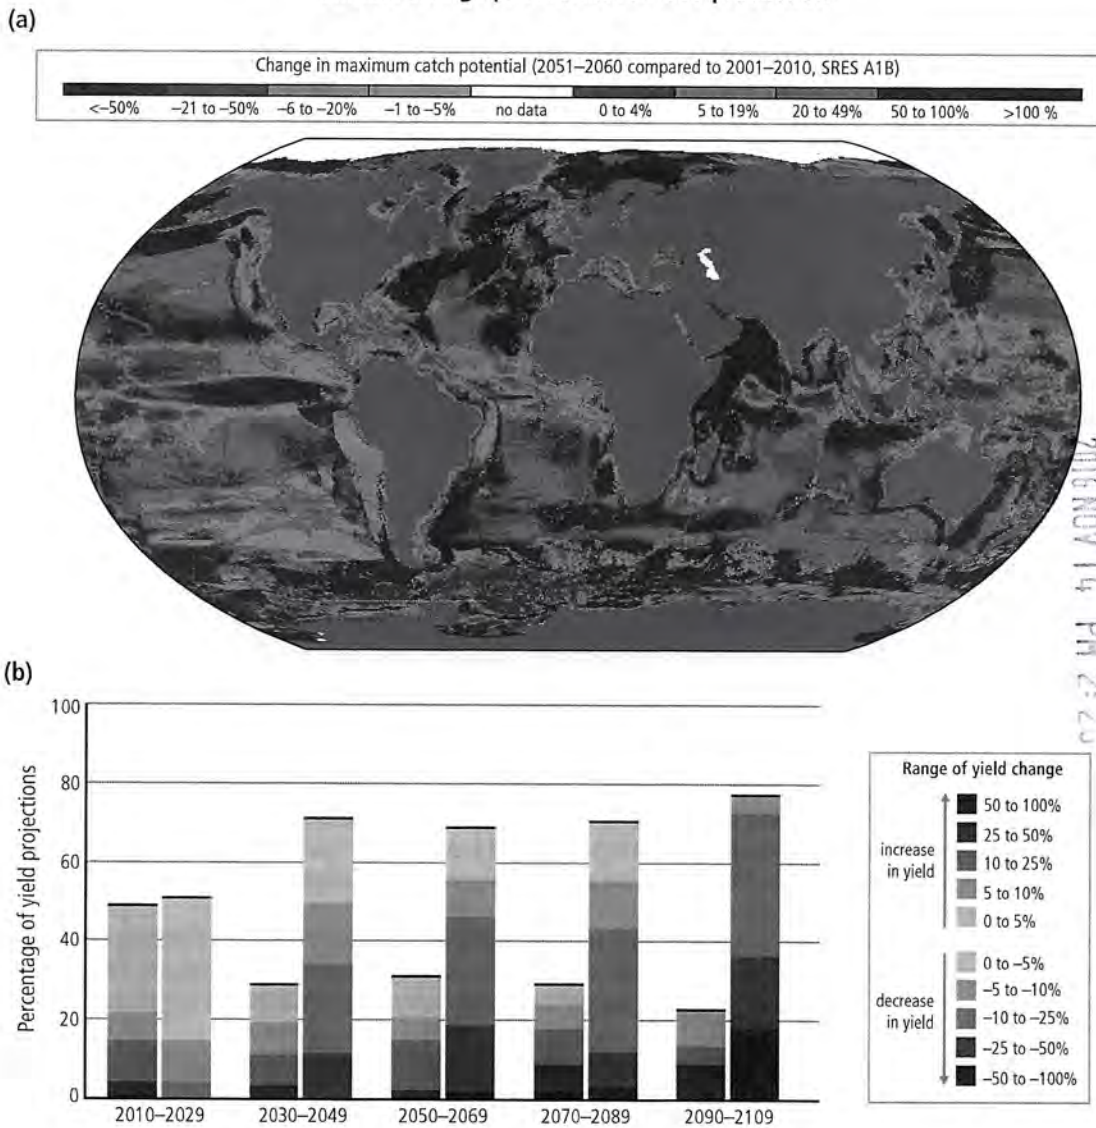 (a)
Change in maximum catch potential (2051–2060 compared to 2001–2010, SRES A1B)
<–50% –21 to –50% –6 to –20% –1 to –5% no data 0 to 4% 5 to 19% 20 to 49% 50 to 100% >100 %
(b)
Percentage of yield projections
100
80
60
40
20
0
2010–2029 2030–2049 2050–2069 2070–2089 2090–2109
Range of yield change
increase in yield
50 to 100%
25 to 50%
10 to 25%
5 to 10%
0 to 5%
decrease in yield
0 to –5%
–5 to –10%
–10 to –25%
–25 to –50%
–50 to –100%
NOV 14 PM